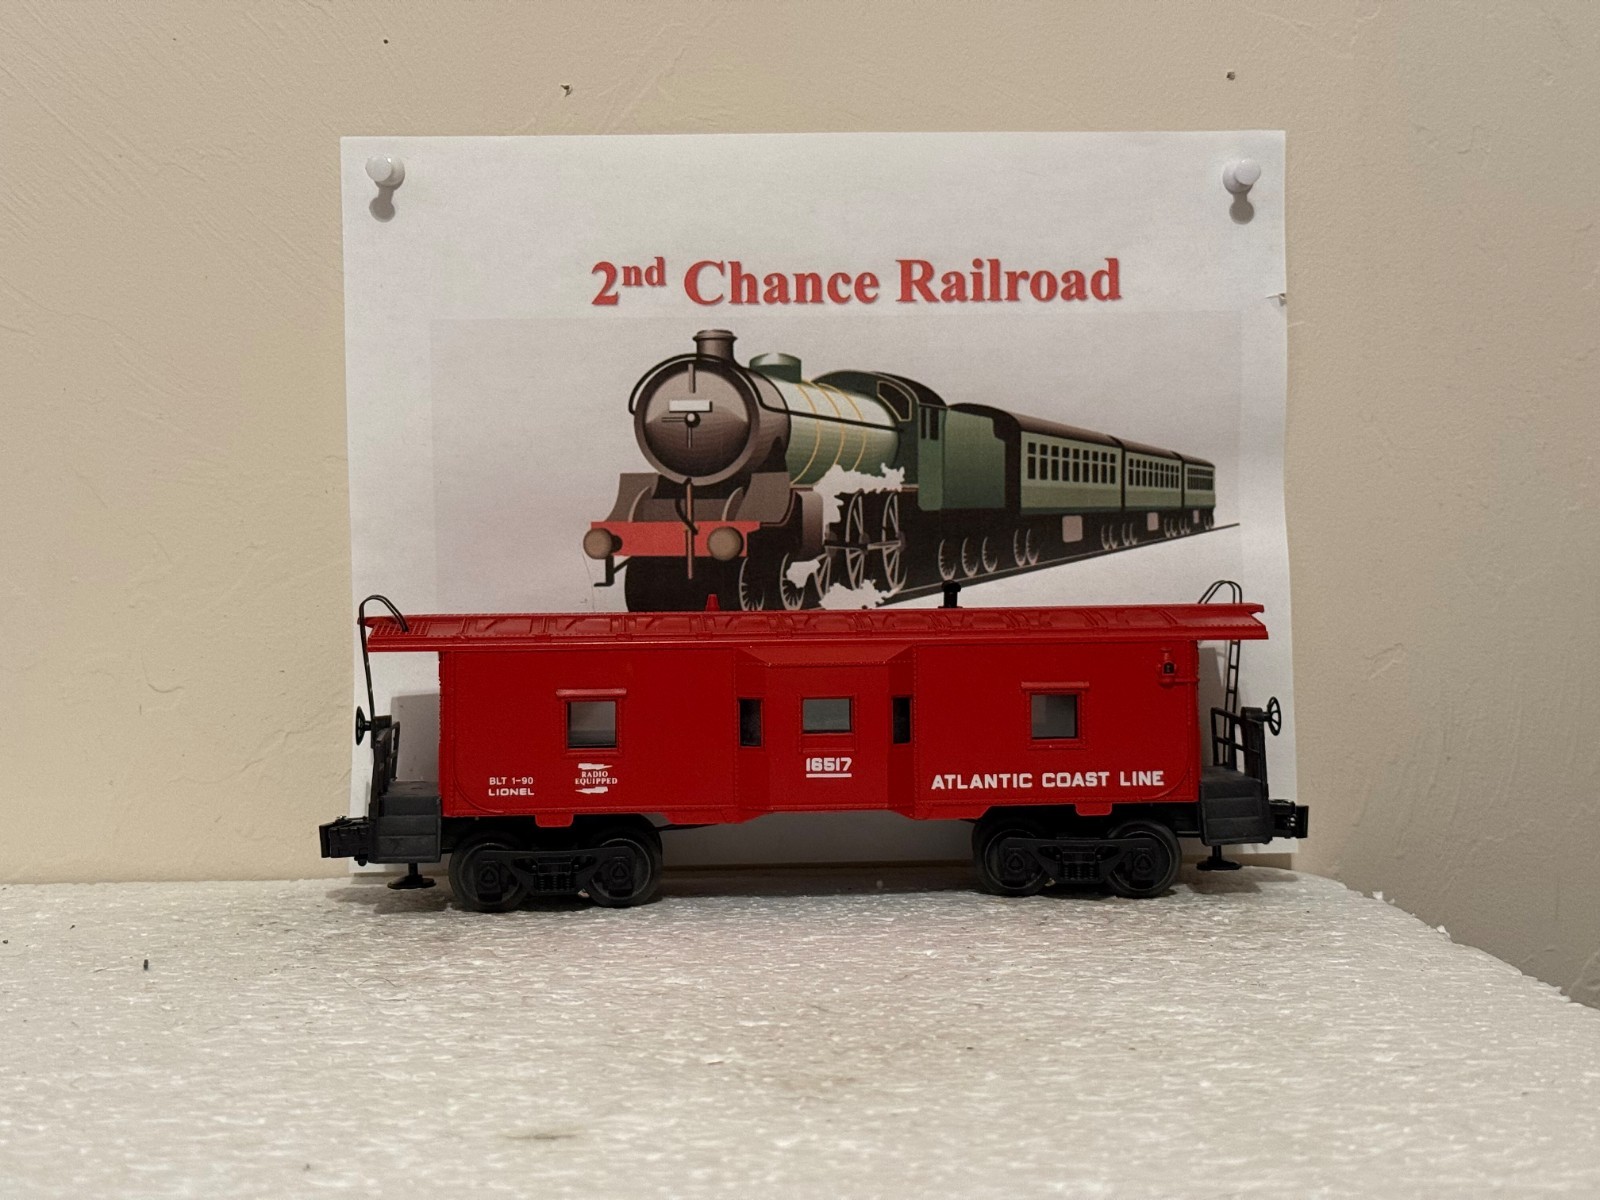 2nd Chance Railroad
BLT 1-90
LIONEL
RADIO
EQUIPPED
16517
ATLANTIC COAST LINE